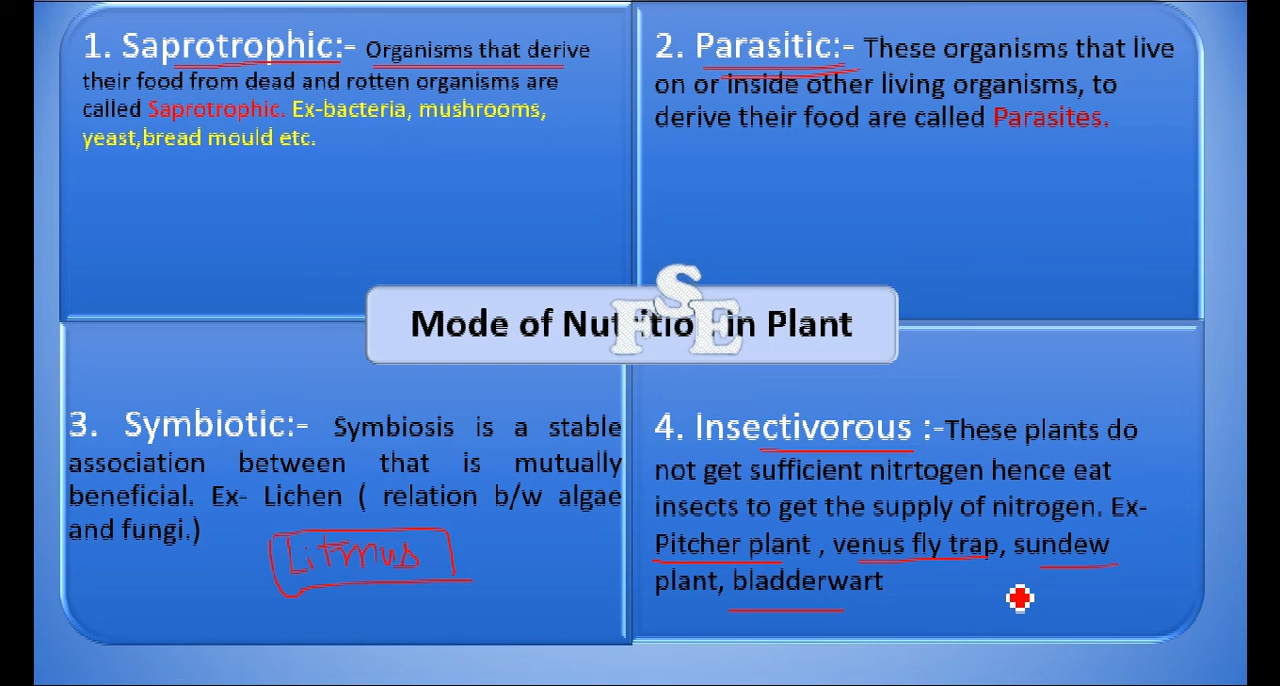 1. Saprotrophic:- Organisms that derive
their food from dead and rotten organisms are
called Saprotrophic. Ex-bacteria, mushrooms,
yeast,bread mould etc.
2. Parasitic:- These organisms that live
on or inside other living organisms, to
derive their food are called Parasites.
Mode of Nutrition in Plant
FSE
3. Symbiotic:- Symbiosis is a stable
association between that is mutually
beneficial. Ex- Lichen ( relation b/w algae
and fungi.)
Litmus
4. Insectivorous :-These plants do
not get sufficient nitrtogen hence eat
insects to get the supply of nitrogen. Ex-
Pitcher plant , venus fly trap, sundew
plant, bladderwart